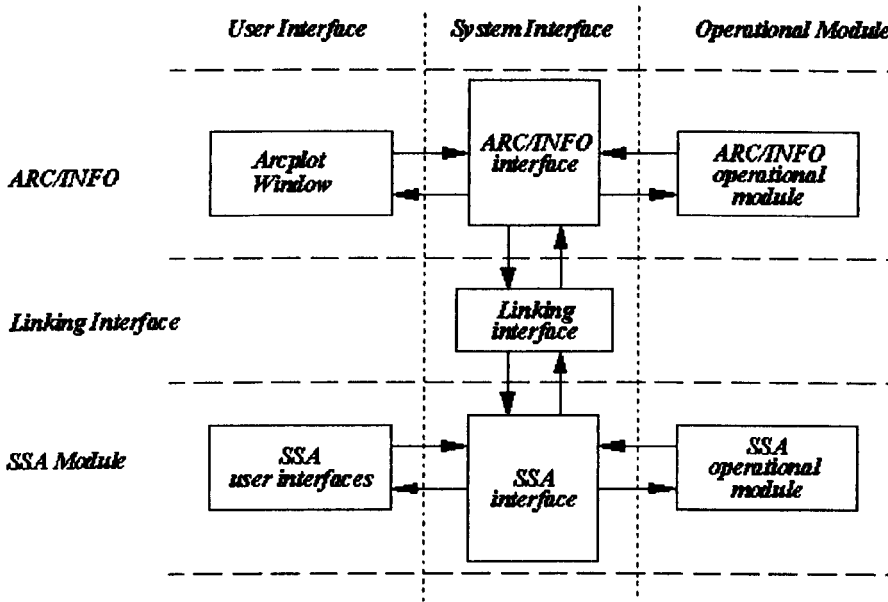 User Interface
System Interface
Operational Module
ARC/INFO
Arcplot
Window
ARC/INFO
interface
ARC/INFO
operational
module
Linking Interface
Linking
interface
SSA Module
SSA
user interfaces
SSA
interface
SSA
operational
module